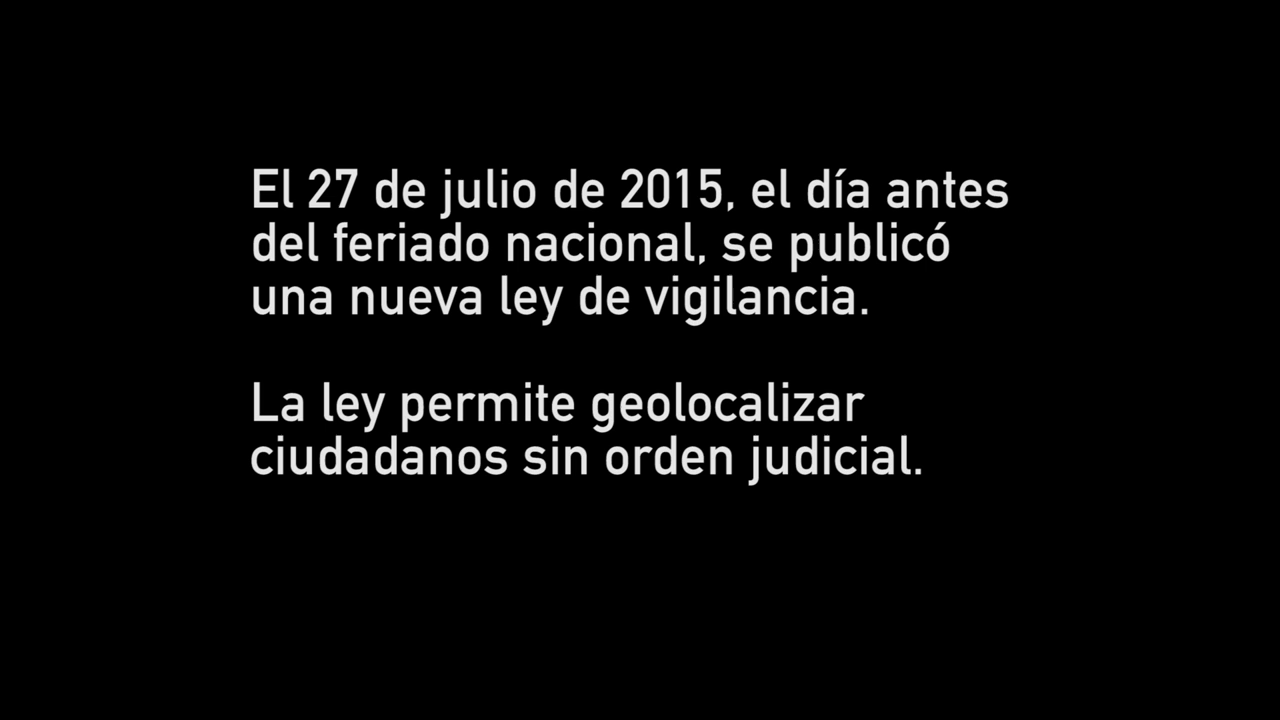 El 27 de julio de 2015, el día antes
del feriado nacional, se publicó
una nueva ley de vigilancia.
La ley permite geolocalizar
ciudadanos sin orden judicial.